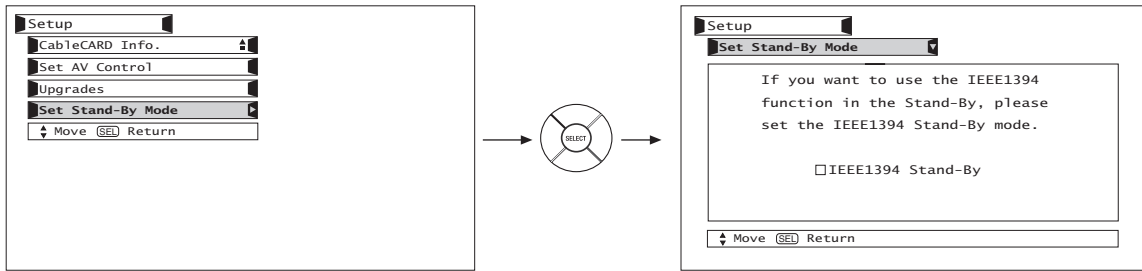 Setup
CableCARD Info.
Set AV Control
Upgrades
Set Stand-By Mode
Move SEL Return
SELECT
Setup
Set Stand-By Mode
If you want to use the IEEE1394
function in the Stand-By, please
set the IEEE1394 Stand-By mode.
IEEE1394 Stand-By
Move SEL Return